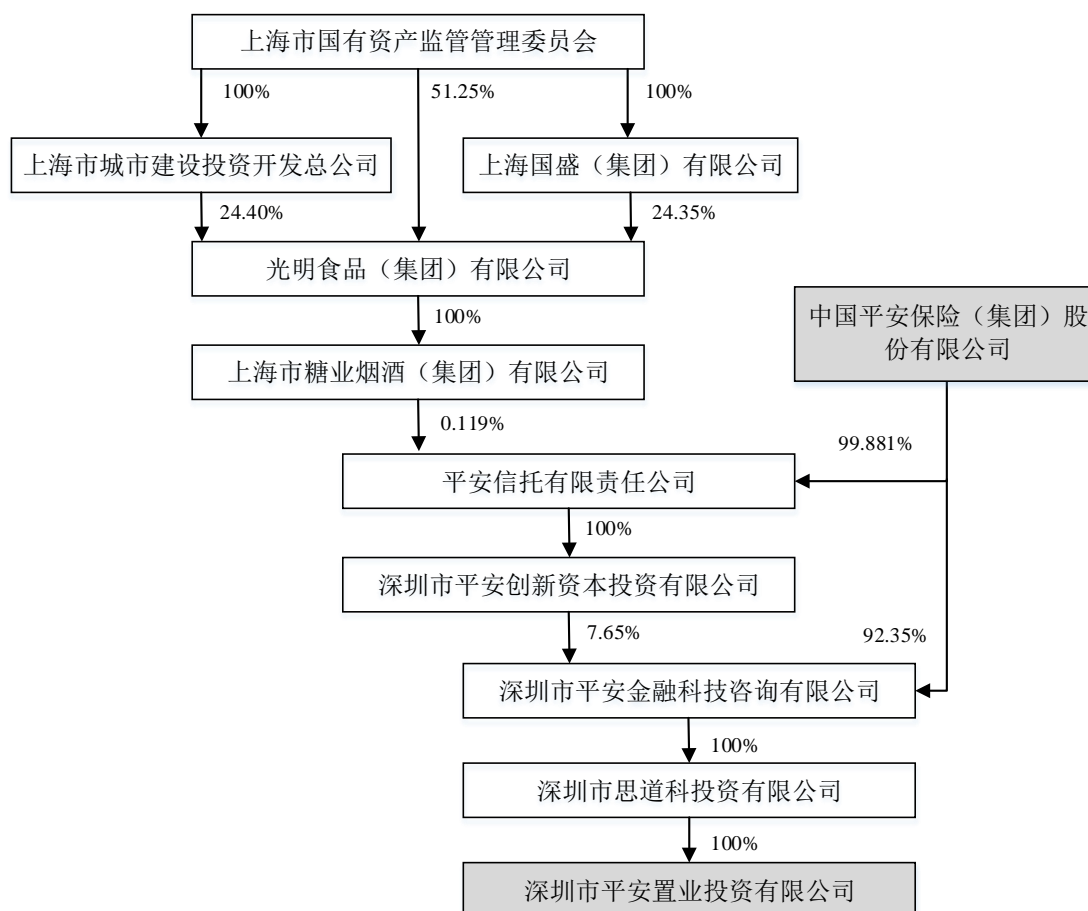 上海市国有资产监管管理委员会
100%
51.25%
100%
上海市城市建设投资开发总公司
上海国盛（集团）有限公司
24.40%
24.35%
光明食品（集团）有限公司
100%
中国平安保险（集团）股
份有限公司
上海市糖业烟酒（集团）有限公司
0.119%
99.881%
平安信托有限责任公司
100%
深圳市平安创新资本投资有限公司
7.65%
92.35%
深圳市平安金融科技咨询有限公司
100%
深圳市思道科投资有限公司
100%
深圳市平安置业投资有限公司